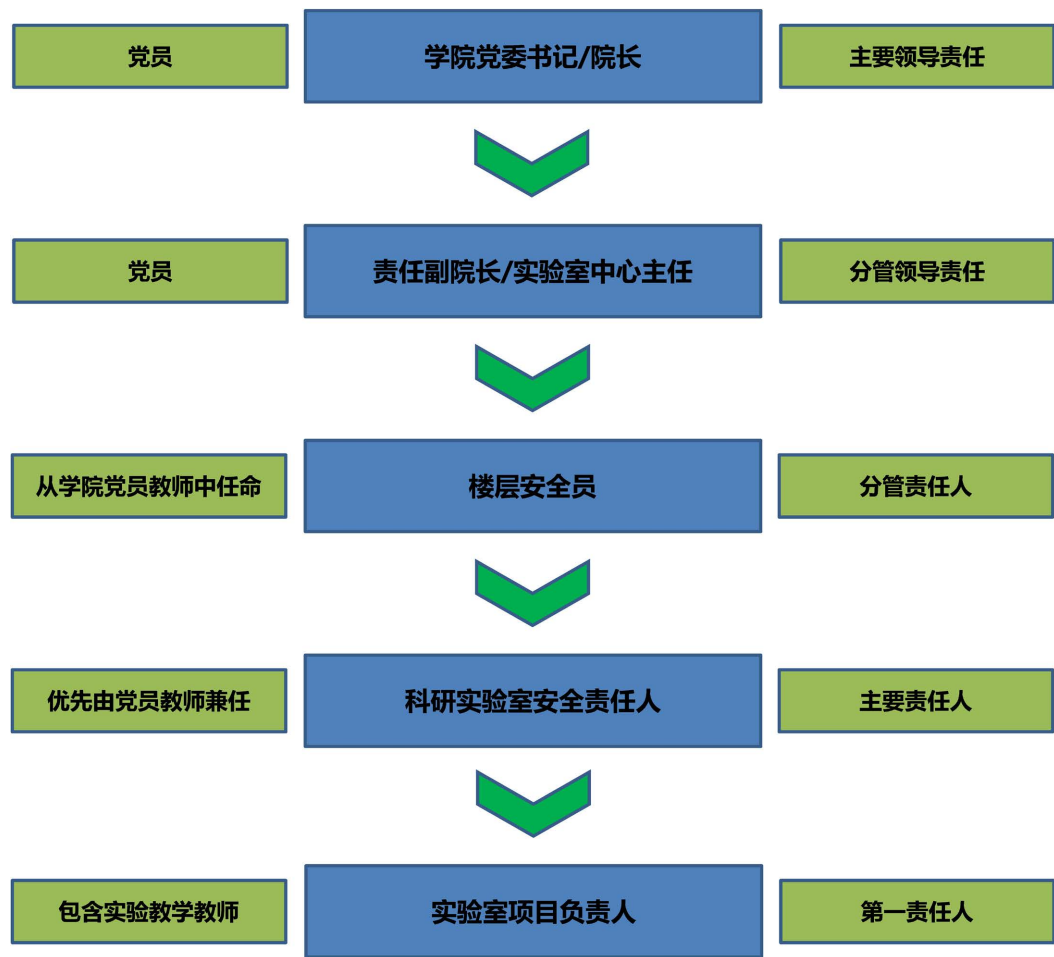 党员
学院党委书记/院长
主要领导责任
党员
责任副院长/实验室中心主任
分管领导责任
从学院党员教师中任命
楼层安全员
分管责任人
优先由党员教师兼任
科研实验室安全责任人
主要责任人
包含实验教学教师
实验室项目负责人
第一责任人